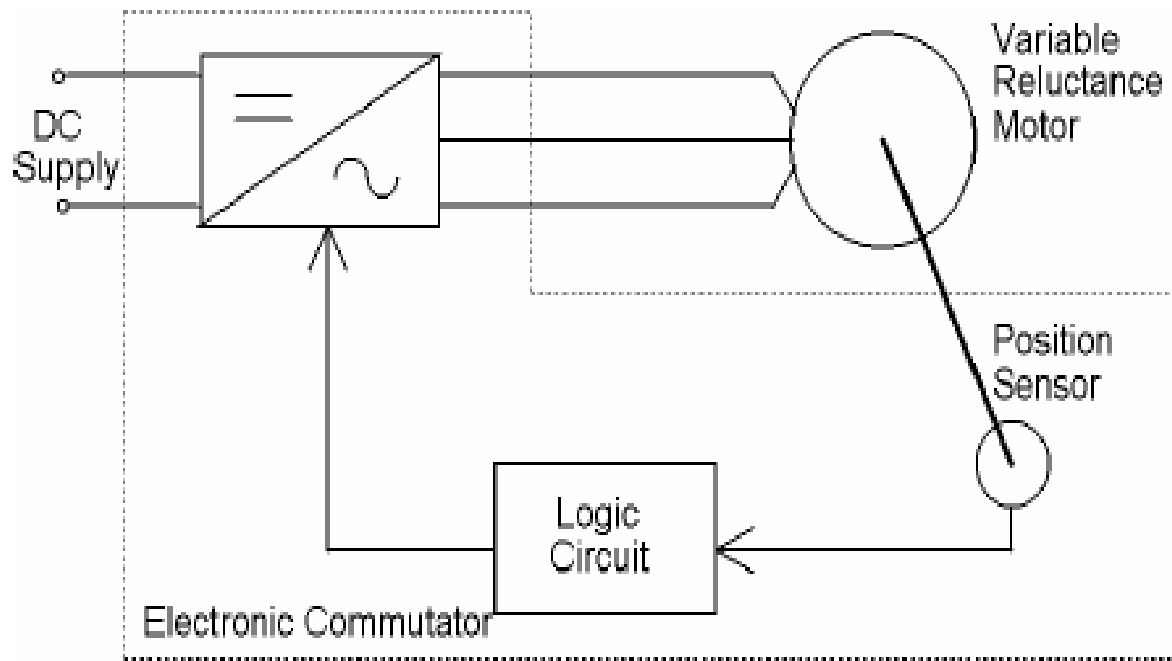 Variable
Reluctance
Motor
DC
Supply
Position
Sensor
Logic
Circuit
Electronic Commutator